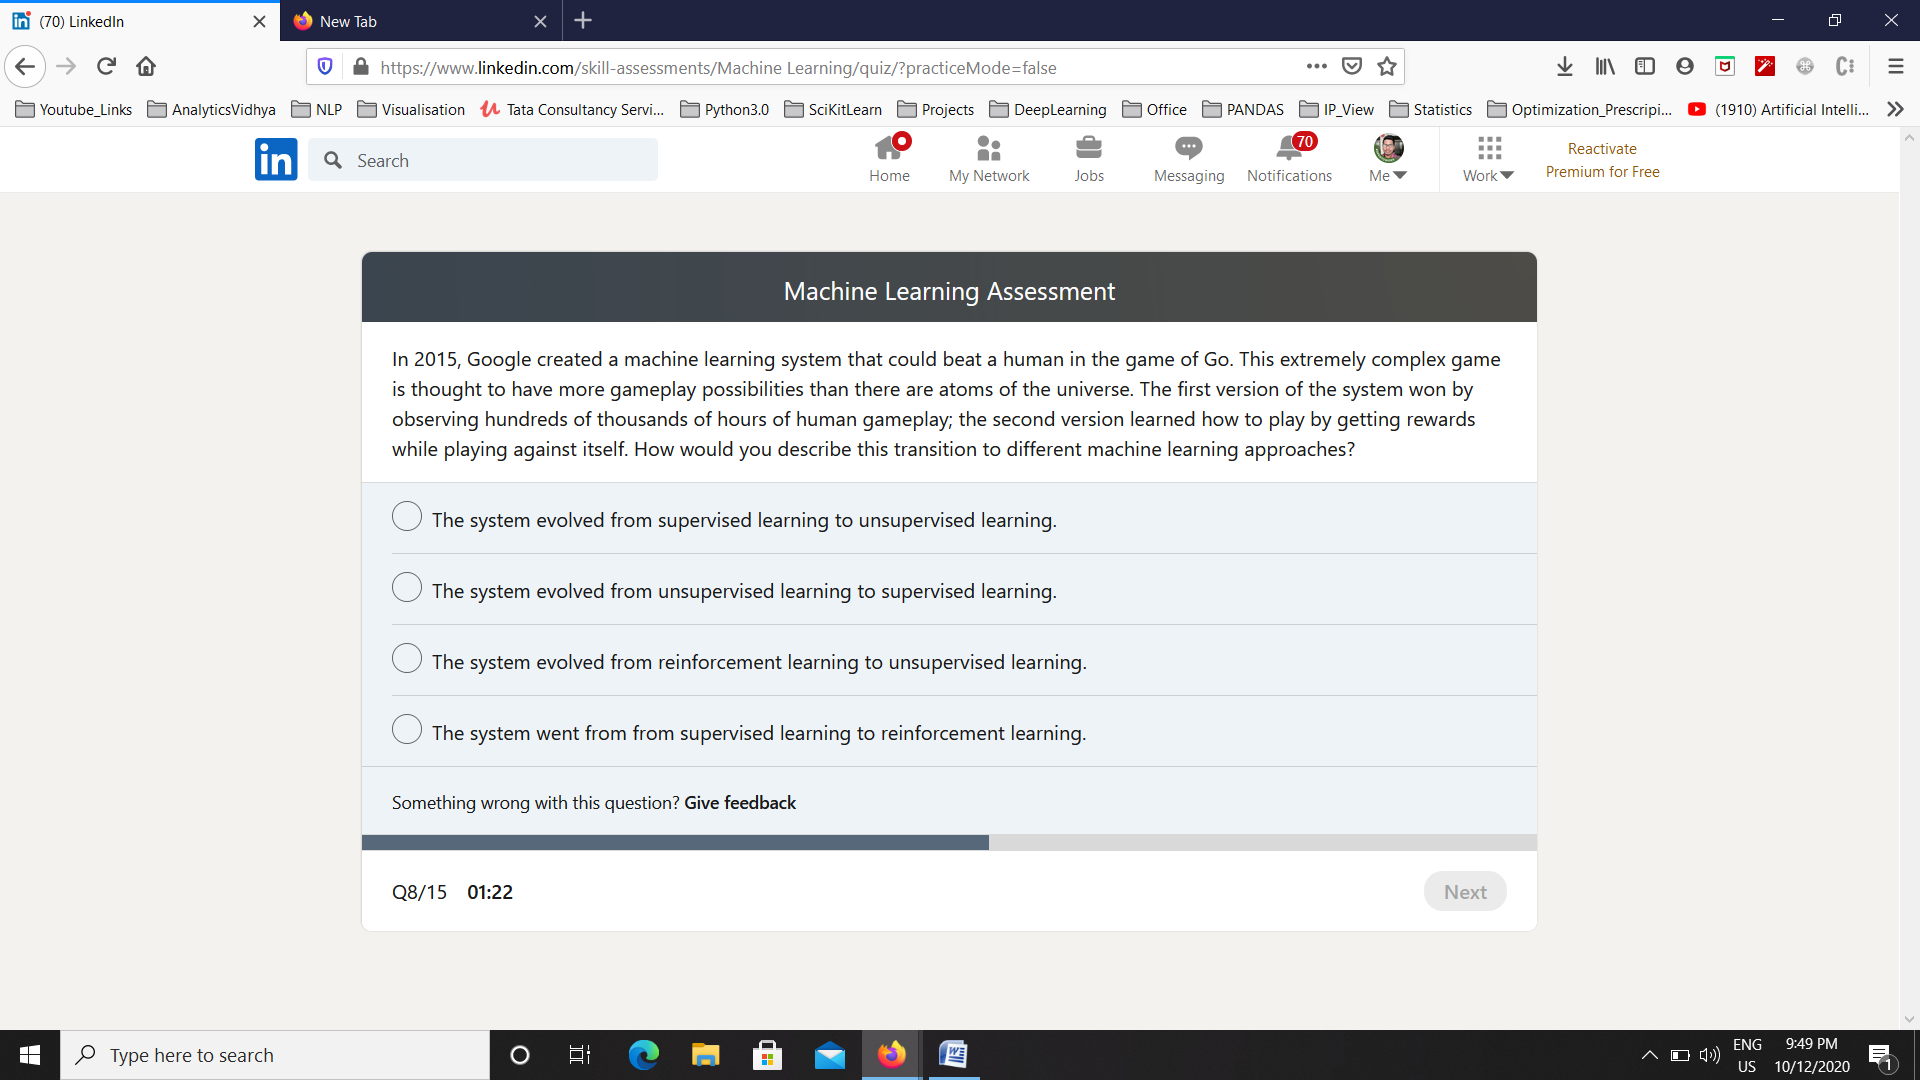 (70) LinkedIn
New Tab
https://www.linkedin.com/skill-assessments/Machine Learning/quiz/?practiceMode=false
Youtube_Links AnalyticsVidhya NLP Visualisation Tata Consultancy Servi... Python3.0 SciKitLearn Projects DeepLearning Office PANDAS IP_View Statistics Optimization_Prescripi... (1910) Artificial Intelli...
in Search
Home My Network Jobs Messaging 70 Notifications Me Work
Reactivate
Premium for Free
Machine Learning Assessment
In 2015, Google created a machine learning system that could beat a human in the game of Go. This extremely complex game
is thought to have more gameplay possibilities than there are atoms of the universe. The first version of the system won by
observing hundreds of thousands of hours of human gameplay; the second version learned how to play by getting rewards
while playing against itself. How would you describe this transition to different machine learning approaches?
The system evolved from supervised learning to unsupervised learning.
The system evolved from unsupervised learning to supervised learning.
The system evolved from reinforcement learning to unsupervised learning.
The system went from from supervised learning to reinforcement learning.
Something wrong with this question? Give feedback
Q8/15 01:22
Next
Type here to search
ENG
US
9:49 PM
10/12/2020
1